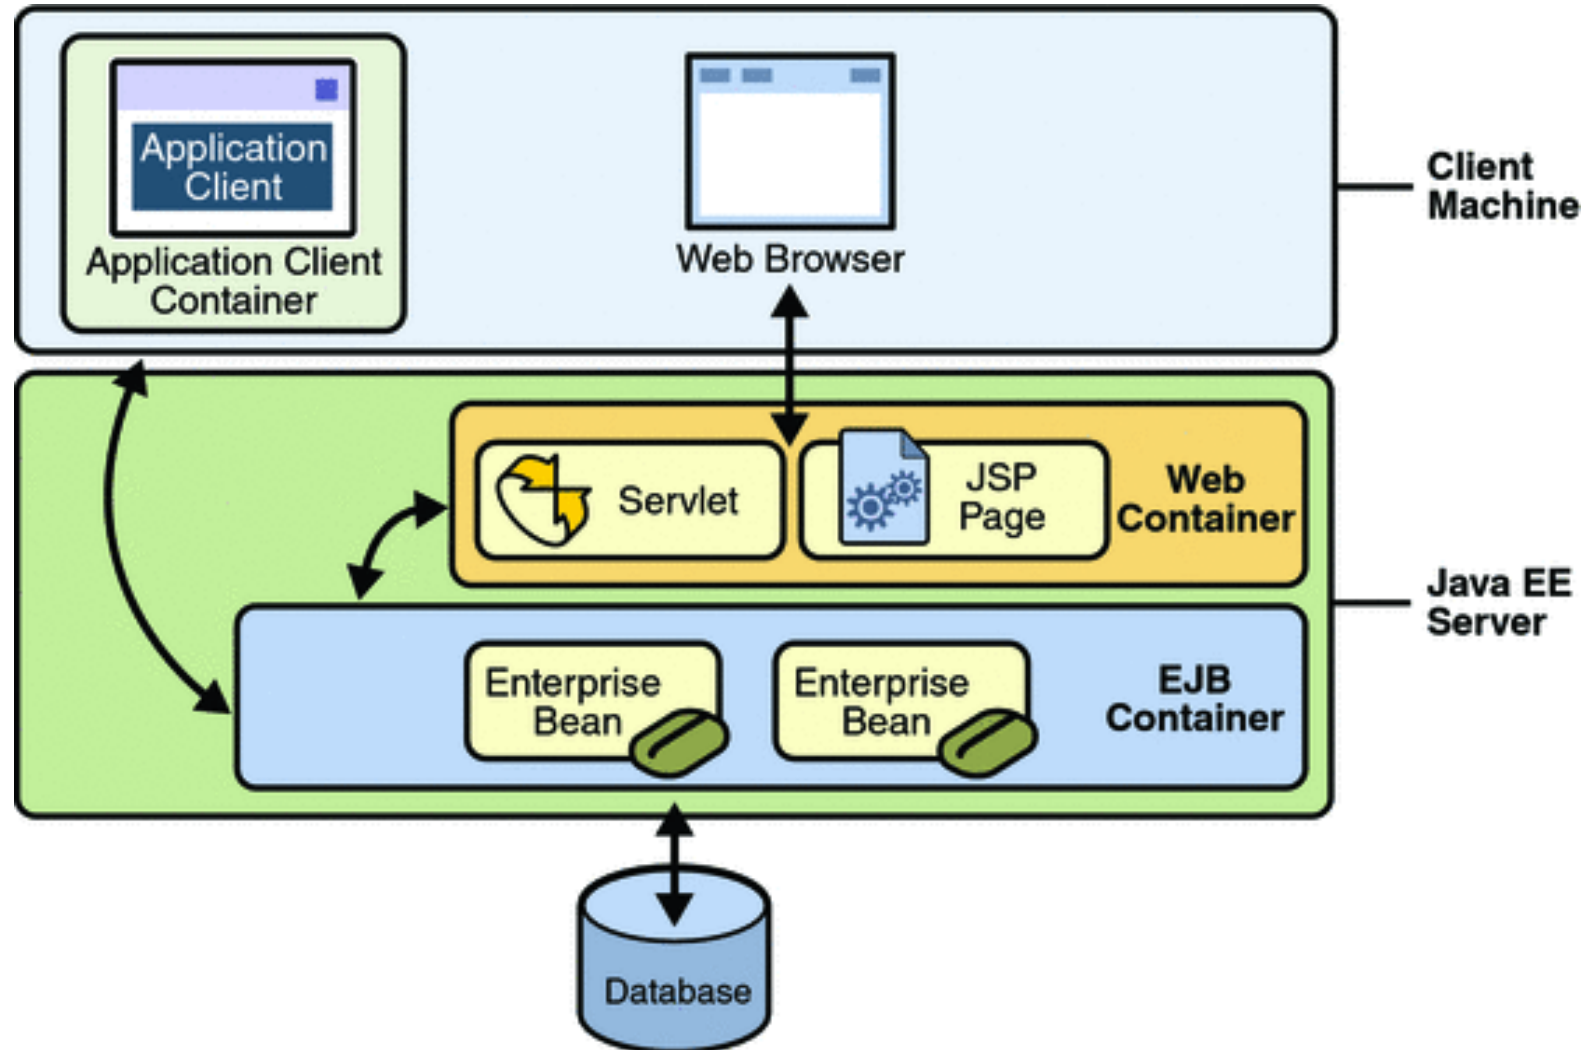 Application
Client
Application Client
Container
Web Browser
Client
Machine
Servlet
JSP
Page
Web
Container
Java EE
Server
Enterprise
Bean
Enterprise
Bean
EJB
Container
Database